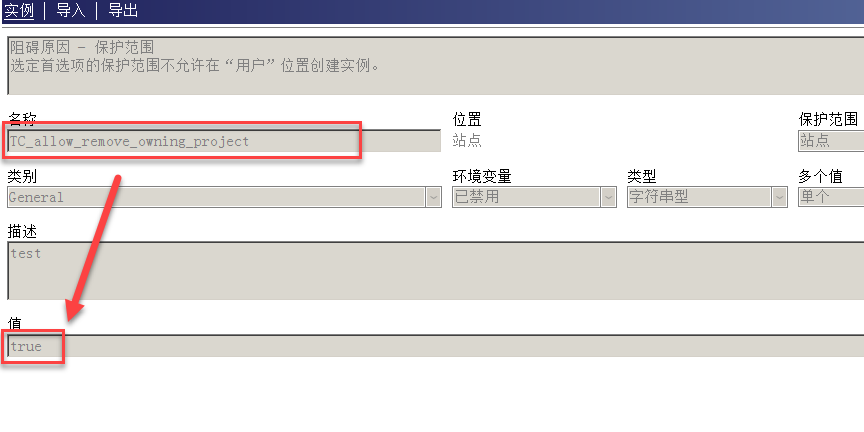 实例 | 导入 | 导出
阻碍原因 - 保护范围
选定首选项的保护范围不允许在“用户”位置创建实例。
名称 位置 保护范围
TC_allow_remove_owning_project 站点 站点
类别 环境变量 类型 多个值
General 已禁用 字符串型 单个
描述
test
值
true